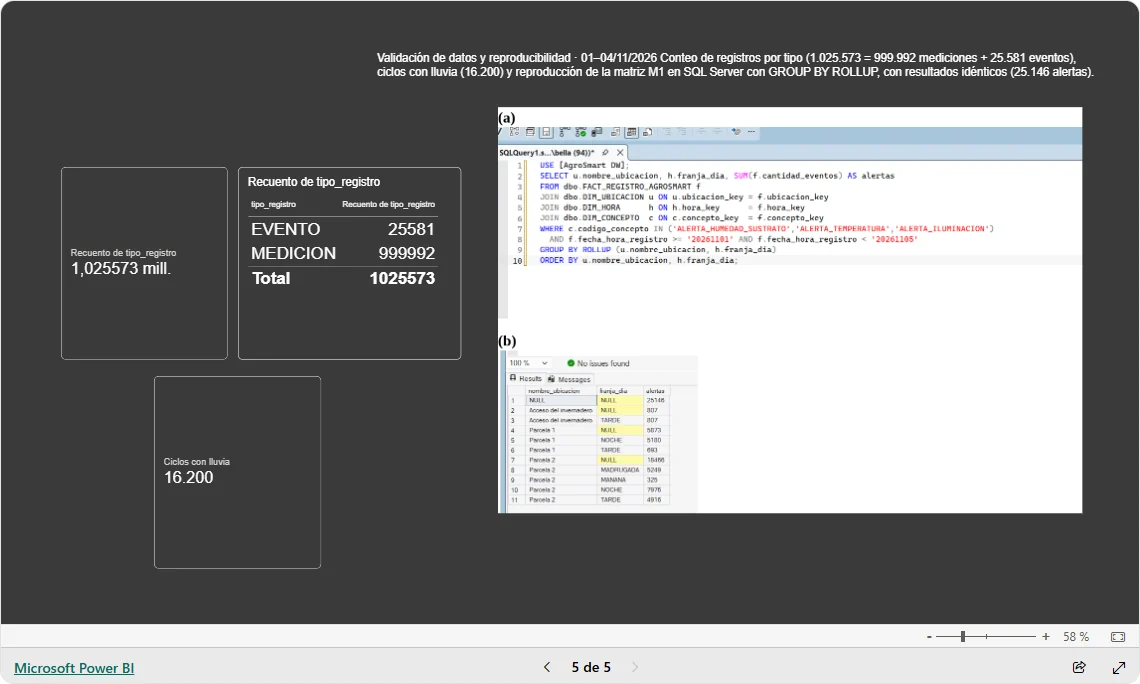 Validación de datos y reproducibilidad - 01–04/11/2026 Conteo de registros por tipo (1.025.573 = 999.992 mediciones + 25.581 eventos),
ciclos con lluvia (16.200) y reproducción de la matriz M1 en SQL Server con GROUP BY ROLLUP, con resultados idénticos (25.146 alertas).
Recuento de tipo_registro
1,025573 mill.
Recuento de tipo_registro
tipo_registro Recuento de tipo_registro
EVENTO 25581
MEDICION 999992
Total 1025573
Ciclos con lluvia
16.200
(a)
SQLQuery1.s...\bella (94))*
1 USE [AgroSmart_DW];
2 SELECT u.nombre_ubicacion, h.franja_dia, SUM(f.cantidad_eventos) AS alertas
3 FROM dbo.FACT_REGISTRO_AGROSMART f
4 JOIN dbo.DIM_UBICACION u ON u.ubicacion_key = f.ubicacion_key
5 JOIN dbo.DIM_HORA h ON h.hora_key = f.hora_key
6 JOIN dbo.DIM_CONCEPTO c ON c.concepto_key = f.concepto_key
7 WHERE c.codigo_concepto IN ('ALERTA_HUMEDAD_SUSTRATO','ALERTA_TEMPERATURA','ALERTA_ILUMINACION')
8 AND f.fecha_hora_registro >= '20261101' AND f.fecha_hora_registro < '20261105'
9 GROUP BY ROLLUP (u.nombre_ubicacion, h.franja_dia)
10 ORDER BY u.nombre_ubicacion, h.franja_dia;
(b)
100 % No issues found
Results Messages
nombre_ubicacion franja_dia alertas
1 NULL NULL 25146
2 Acceso del invernadero NULL 807
3 Acceso del invernadero TARDE 807
4 Parcela 1 NULL 5873
5 Parcela 1 NOCHE 5180
6 Parcela 1 TARDE 693
7 Parcela 2 NULL 18466
8 Parcela 2 MADRUGADA 5249
9 Parcela 2 MANANA 325
10 Parcela 2 NOCHE 7976
11 Parcela 2 TARDE 4916
- + 58 %
Microsoft Power BI
5 de 5